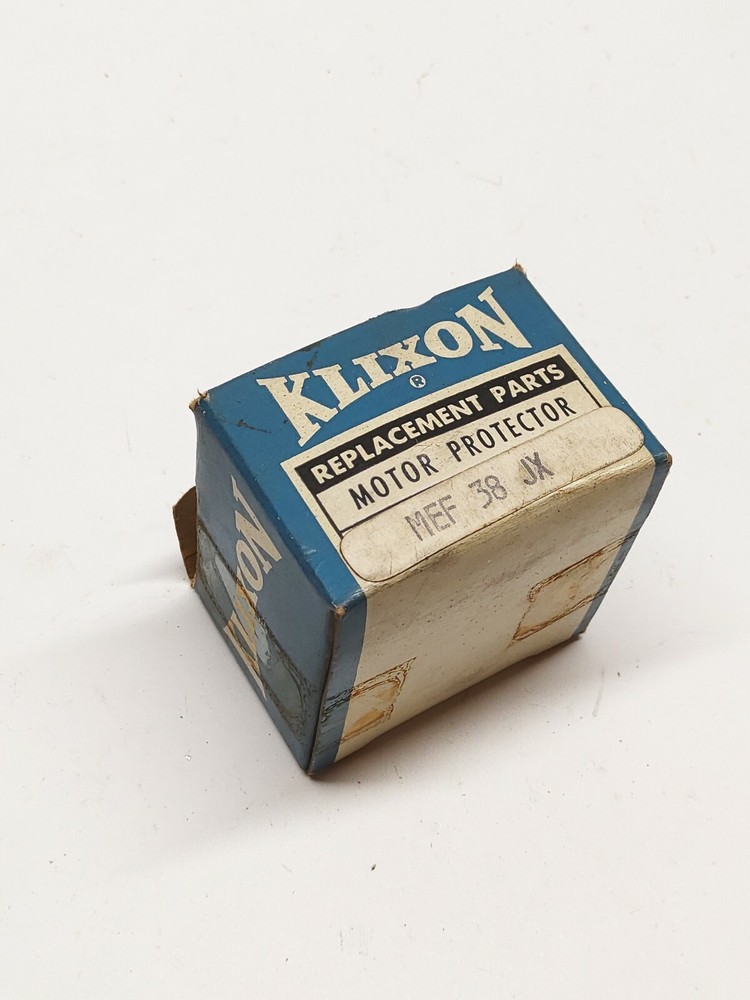 KLIXON
®
REPLACEMENT PARTS
MOTOR PROTECTOR
MEF 38 JX
KLIXON